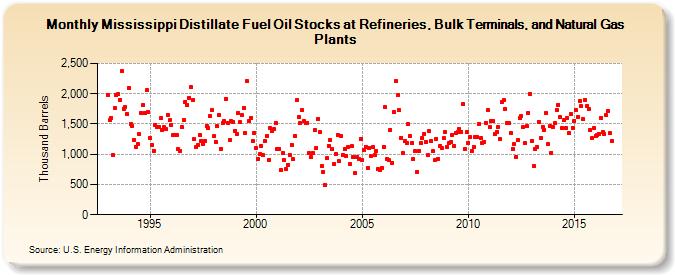 Monthly Mississippi Distillate Fuel Oil Stocks at Refineries, Bulk Terminals, and Natural Gas
Plants
Thousand Barrels
2,500
2,000
1,500
1,000
500
0
1995
2000
2005
2010
2015
Source: U.S. Energy Information Administration